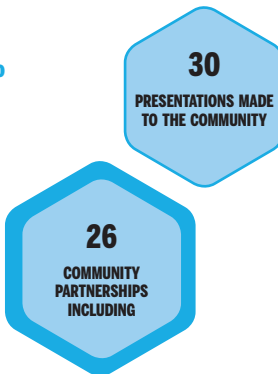 30
PRESENTATIONS MADE
TO THE COMMUNITY
26
COMMUNITY
PARTNERSHIPS
INCLUDING